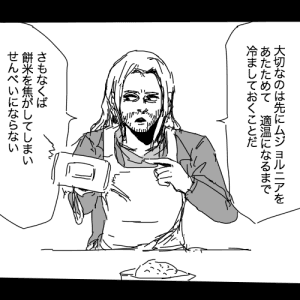 大切なのは先にムジョルニアを
あたためて 適温になるまで
冷ましておくことだ
さもなくば
餅米を焦がしてしまい
せんべいにならない